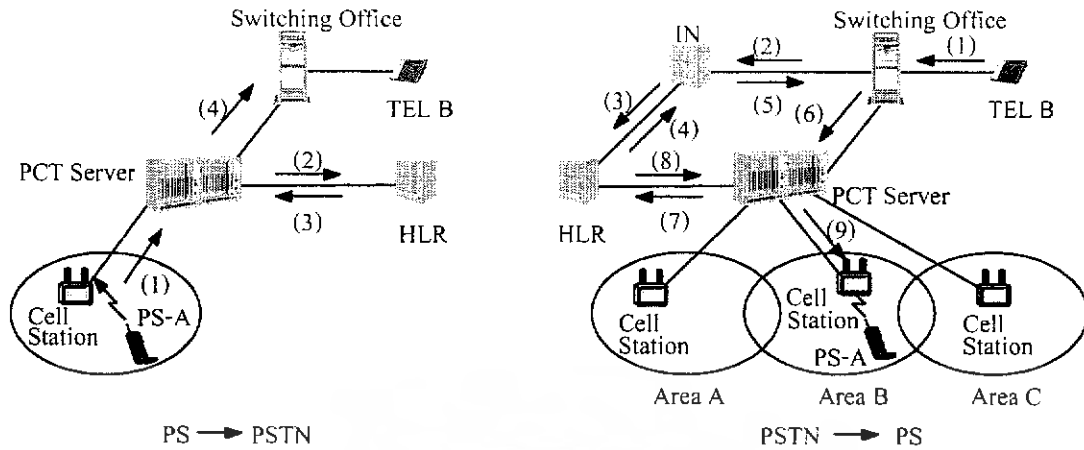 Switching Office
(4)
TEL B
PCT Server
(2)
(3)
HLR
(1)
Cell
Station
PS-A
PS → PSTN
Switching Office
IN
(2)
(1)
(5)
TEL B
(3)
(4)
(6)
(8)
(7)
HLR
PCT Server
(9)
Cell
Station
Cell
Station
PS-A
Cell
Station
Area A
Area B
Area C
PSTN → PS